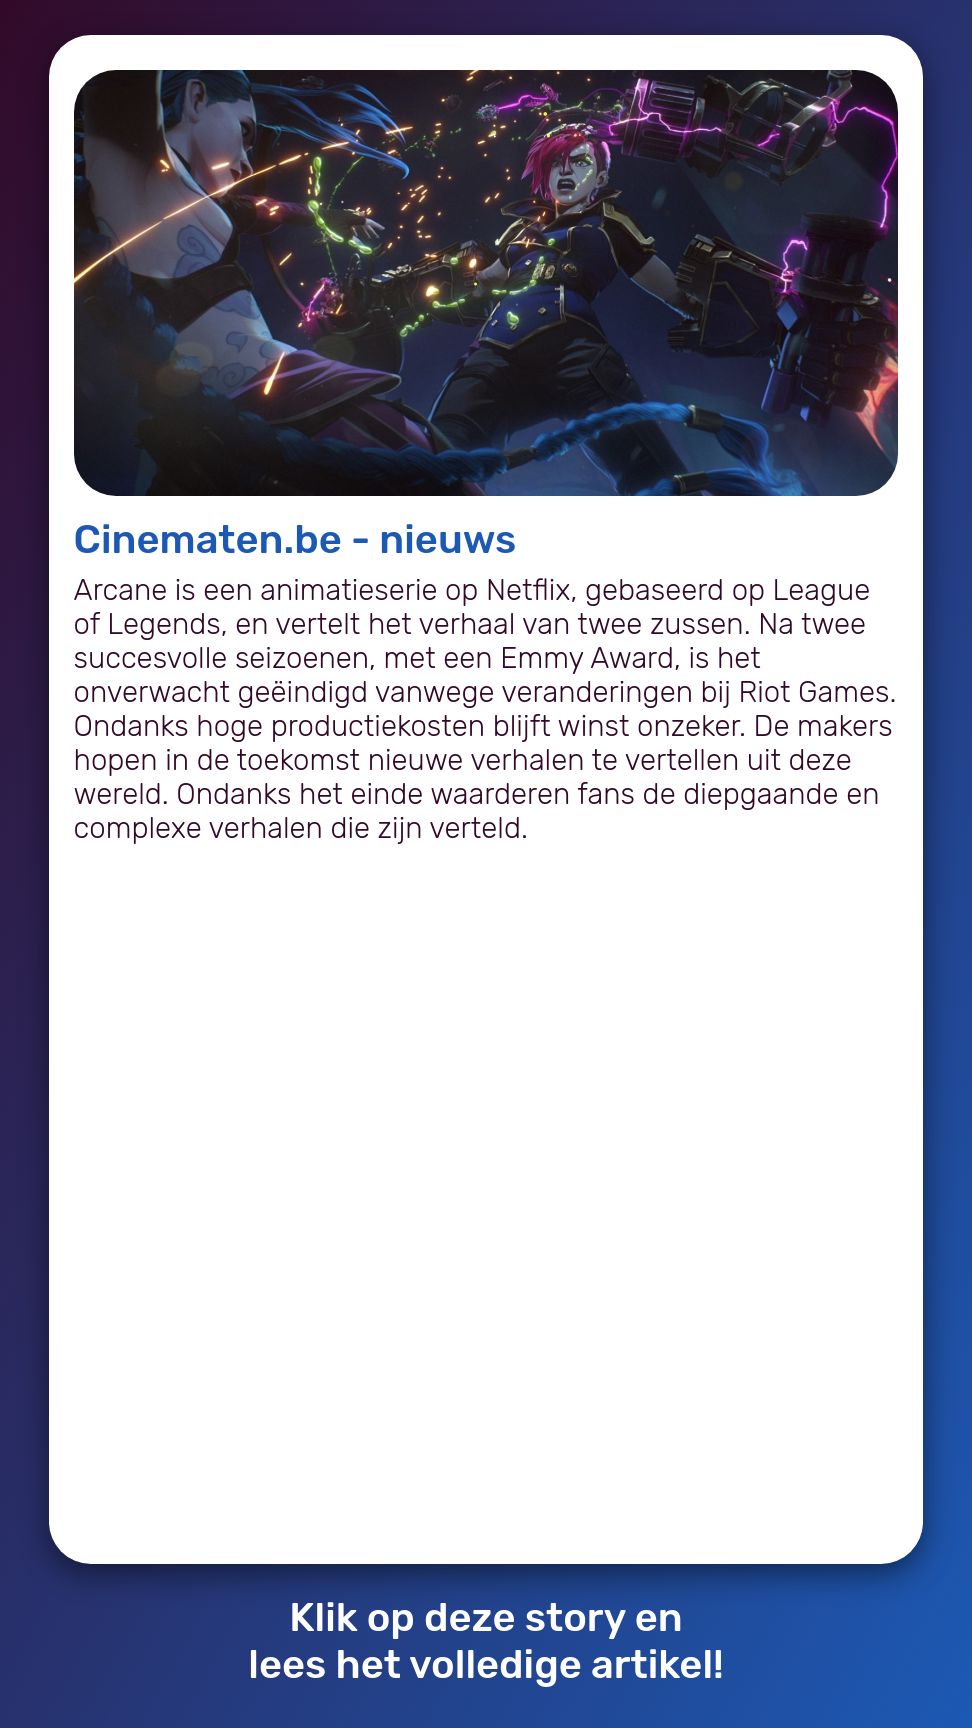 Cinematen.be - nieuws
Arcane is een animatieserie op Netflix, gebaseerd op League
of Legends, en vertelt het verhaal van twee zussen. Na twee
succesvolle seizoenen, met een Emmy Award, is het
onverwacht geëindigd vanwege veranderingen bij Riot Games.
Ondanks hoge productiekosten blijft winst onzeker. De makers
hopen in de toekomst nieuwe verhalen te vertellen uit deze
wereld. Ondanks het einde waarderen fans de diepgaande en
complexe verhalen die zijn verteld.
Klik op deze story en
lees het volledige artikel!